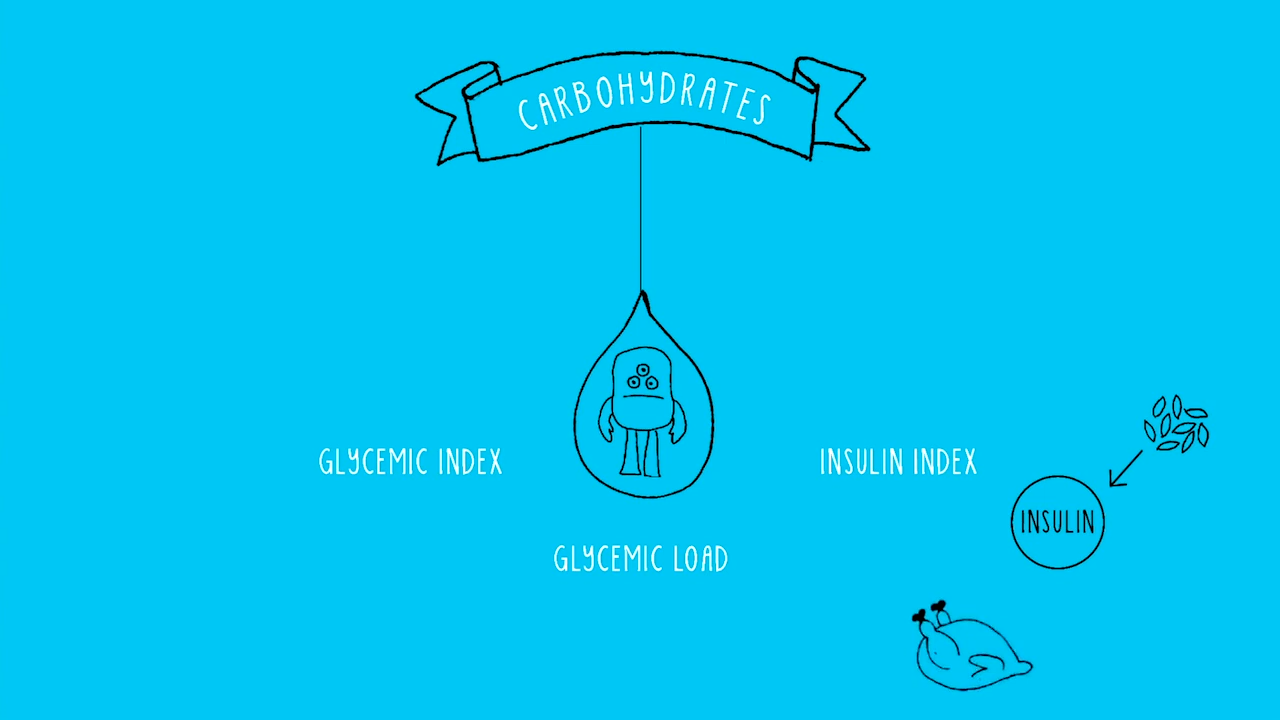 CARBOHYDRATES
GLYCEMIC INDEX
INSULIN INDEX
INSULIN
GLYCEMIC LOAD